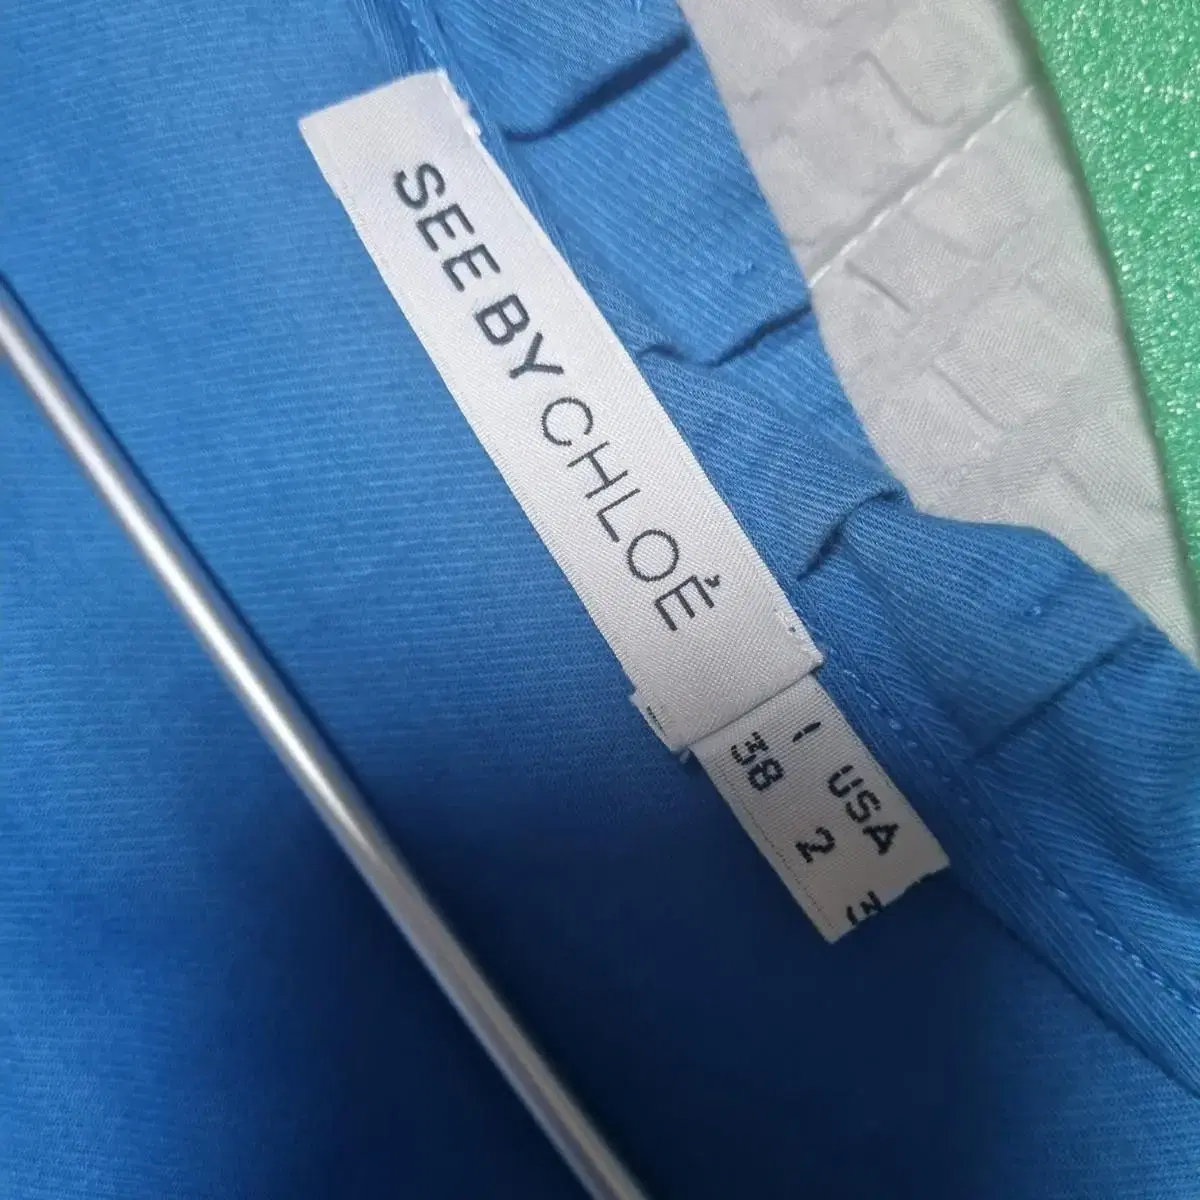 SEE BY CHLOÉ
I USA
38 2